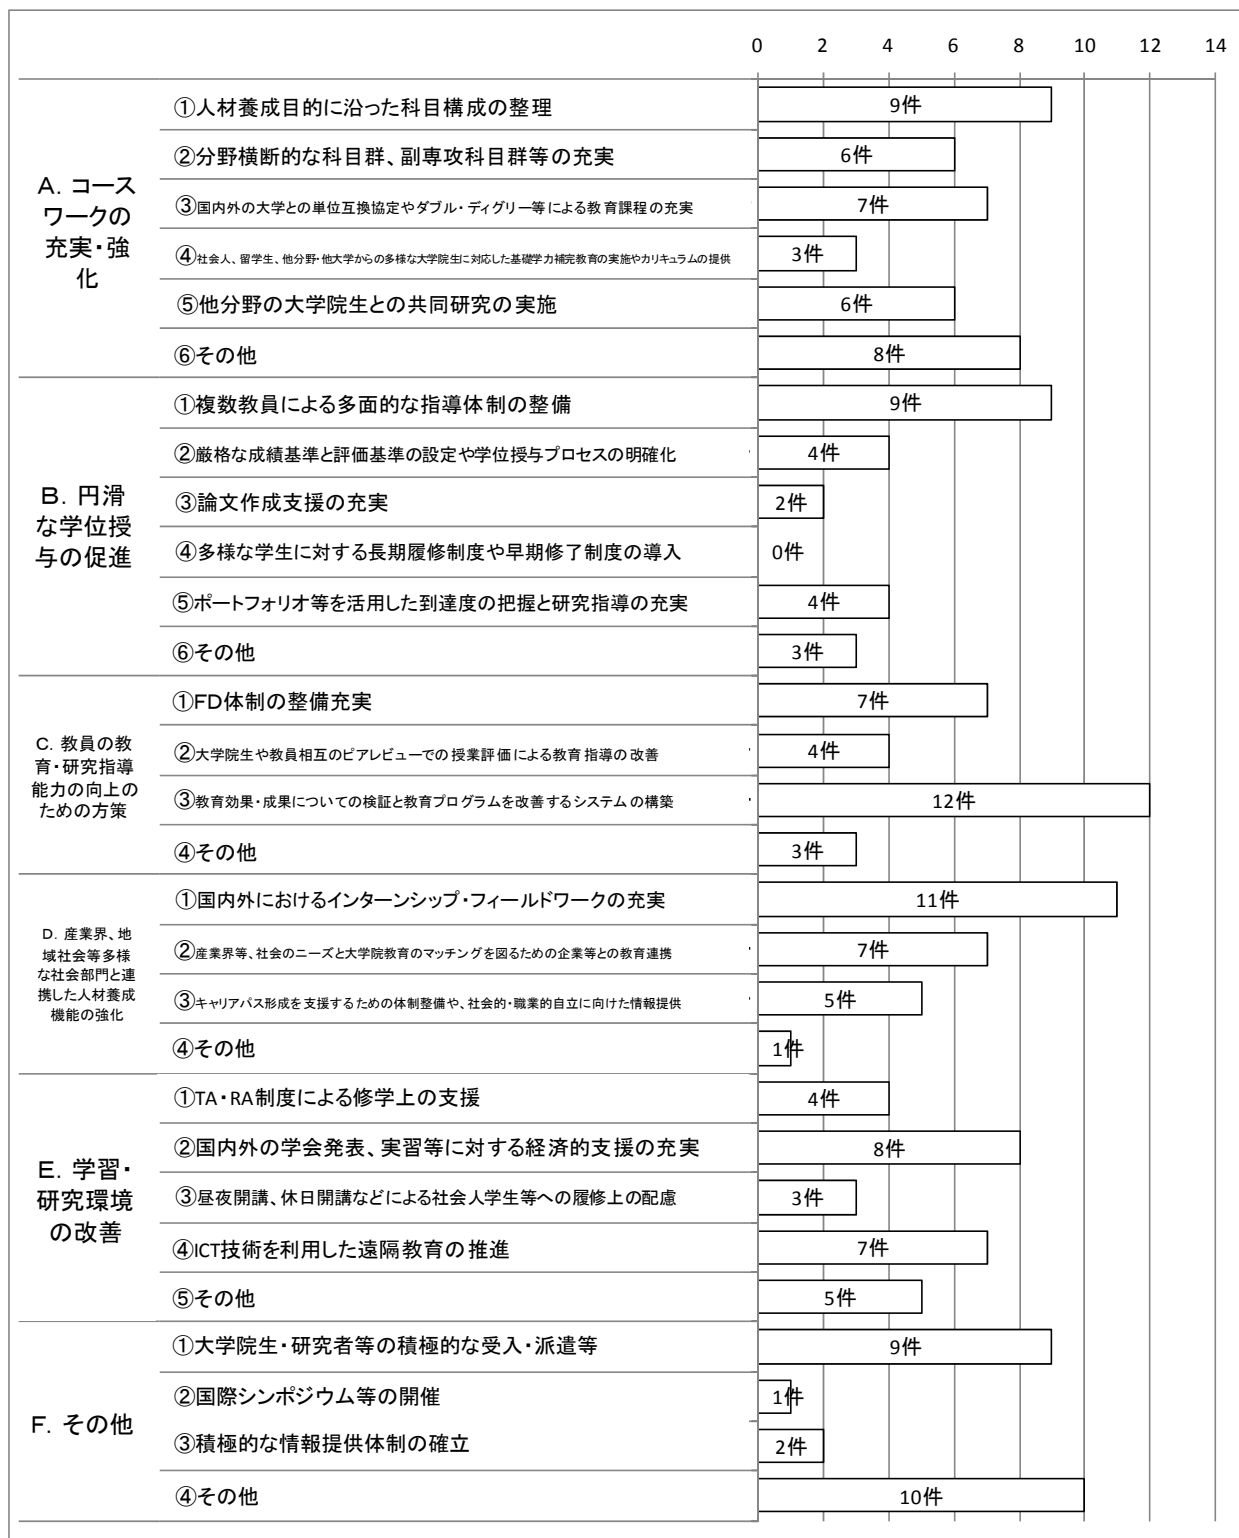 0 2 4 6 8 10 12 14
A. コース
ワークの
充実・強
化
①人材養成目的に沿った科目構成の整理 9件
②分野横断的な科目群、副専攻科目群等の充実 6件
③国内外の大学との単位互換協定やダブル・ディグリー等による教育課程の充実 7件
④社会人、留学生、他分野・他大学からの多様な大学院生に対応した基礎学力補完教育の実施やカリキュラムの提供 3件
⑤他分野の大学院生との共同研究の実施 6件
⑥その他 8件
B. 円滑
な学位授
与の促進
①複数教員による多面的な指導体制の整備 9件
②厳格な成績基準と評価基準の設定や学位授与プロセスの明確化 4件
③論文作成支援の充実 2件
④多様な学生に対する長期履修制度や早期修了制度の導入 0件
⑤ポートフォリオ等を活用した到達度の把握と研究指導の充実 4件
⑥その他 3件
C. 教員の教
育・研究指導
能力の向上の
ための方策
①FD体制の整備充実 7件
②大学院生や教員相互のピアレビューでの授業評価による教育指導の改善 4件
③教育効果・成果についての検証と教育プログラムを改善するシステムの構築 12件
④その他 3件
D. 産業界、地
域社会等多様
な社会部門と連
携した人材養成
機能の強化
①国内外におけるインターンシップ・フィールドワークの充実 11件
②産業界等、社会のニーズと大学院教育のマッチングを図るための企業等との教育連携 7件
③キャリアパス形成を支援するための体制整備や、社会的・職業的自立に向けた情報提供 5件
④その他 1件
E. 学習・
研究環境
の改善
①TA・RA制度による修学上の支援 4件
②国内外の学会発表、実習等に対する経済的支援の充実 8件
③昼夜開講、休日開講などによる社会人学生等への履修上の配慮 3件
④ICT技術を利用した遠隔教育の推進 7件
⑤その他 5件
F. その他
①大学院生・研究者等の積極的な受入・派遣等 9件
②国際シンポジウム等の開催 1件
③積極的な情報提供体制の確立 2件
④その他 10件